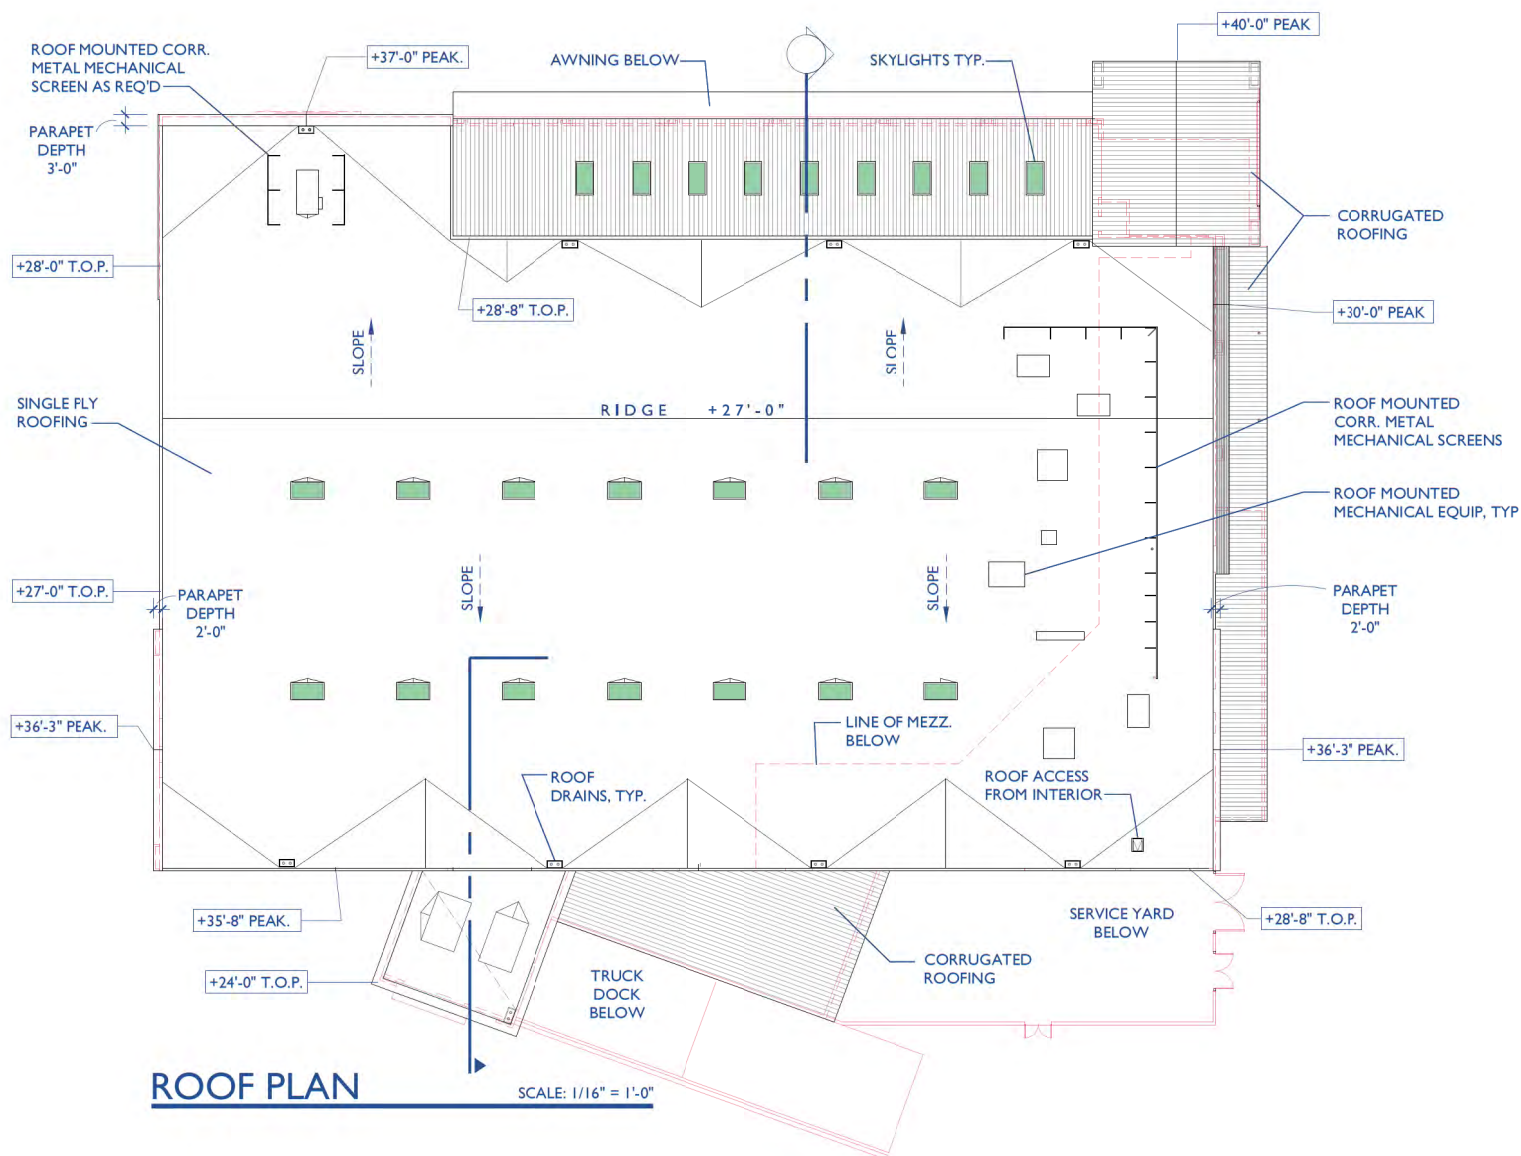 +40'-0" PEAK
ROOF MOUNTED CORR.
METAL MECHANICAL
SCREEN AS REQ'D
+37'-0" PEAK.
AWNING BELOW
SKYLIGHTS TYP.
PARAPET
DEPTH
3'-0"
CORRUGATED
ROOFING
+28'-0" T.O.P.
+28'-8" T.O.P.
+30'-0" PEAK
SLOPE
SLOPE
SINGLE PLY
ROOFING
RIDGE +27'-0"
ROOF MOUNTED
CORR. METAL
MECHANICAL SCREENS
ROOF MOUNTED
MECHANICAL EQUIP, TYP
SLOPE
SLOPE
+27'-0" T.O.P.
PARAPET
DEPTH
2'-0"
PARAPET
DEPTH
2'-0"
+36'-3" PEAK.
LINE OF MEZZ.
BELOW
+36'-3" PEAK.
ROOF
DRAINS, TYP.
ROOF ACCESS
FROM INTERIOR
+35'-8" PEAK.
SERVICE YARD
BELOW
+28'-8" T.O.P.
+24'-0" T.O.P.
TRUCK
DOCK
BELOW
CORRUGATED
ROOFING
ROOF PLAN
SCALE: 1/16" = 1'-0"